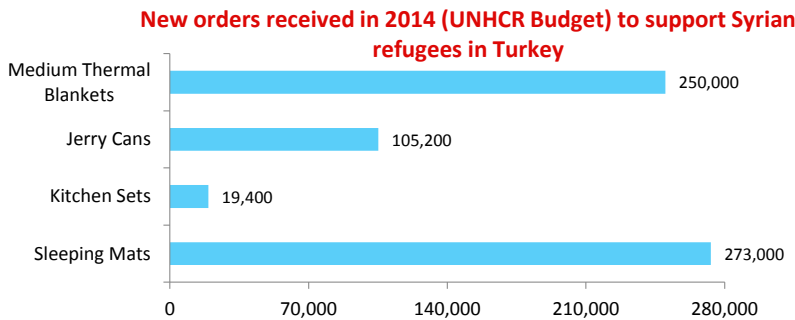 New orders received in 2014 (UNHCR Budget) to support Syrian
refugees in Turkey
Medium Thermal
Blankets
250,000
Jerry Cans
105,200
Kitchen Sets
19,400
Sleeping Mats
273,000
0 70,000 140,000 210,000 280,000